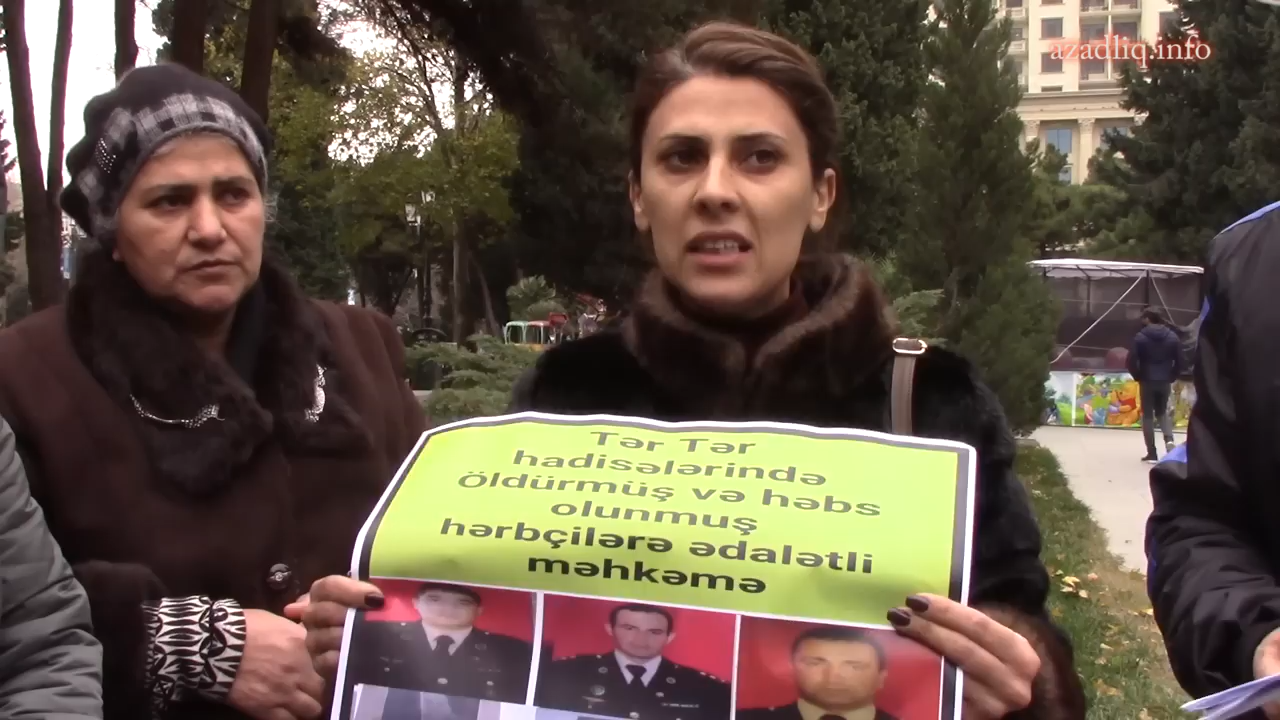 azadliq.info
Tər Tər
hadisələrində
Öldürmüş və həbs
olunmuş
hərbçilərə ədalətli
məhkəmə